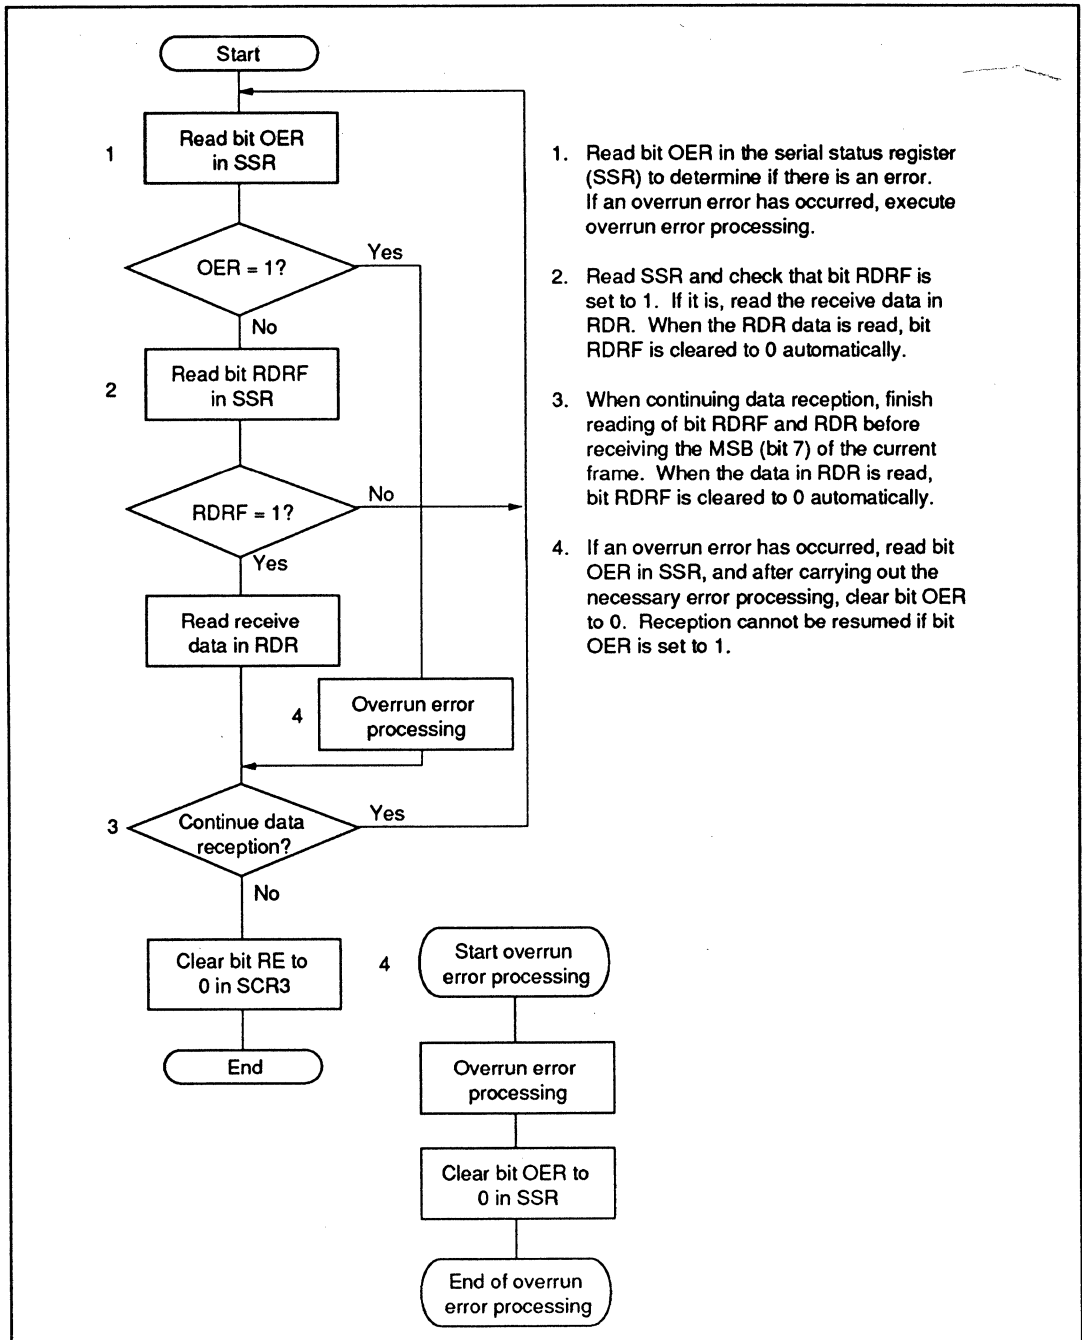 Start
1
Read bit OER
in SSR
OER = 1?
Yes
No
2
Read bit RDRF
in SSR
RDRF = 1?
No
Yes
Read receive
data in RDR
4
Overrun error
processing
3
Continue data
reception?
Yes
No
Clear bit RE to
0 in SCR3
End
4
Start overrun
error processing
Overrun error
processing
Clear bit OER to
0 in SSR
End of overrun
error processing
1. Read bit OER in the serial status register
(SSR) to determine if there is an error.
If an overrun error has occurred, execute
overrun error processing.
2. Read SSR and check that bit RDRF is
set to 1. If it is, read the receive data in
RDR. When the RDR data is read, bit
RDRF is cleared to 0 automatically.
3. When continuing data reception, finish
reading of bit RDRF and RDR before
receiving the MSB (bit 7) of the current
frame. When the data in RDR is read,
bit RDRF is cleared to 0 automatically.
4. If an overrun error has occurred, read bit
OER in SSR, and after carrying out the
necessary error processing, clear bit OER
to 0. Reception cannot be resumed if bit
OER is set to 1.